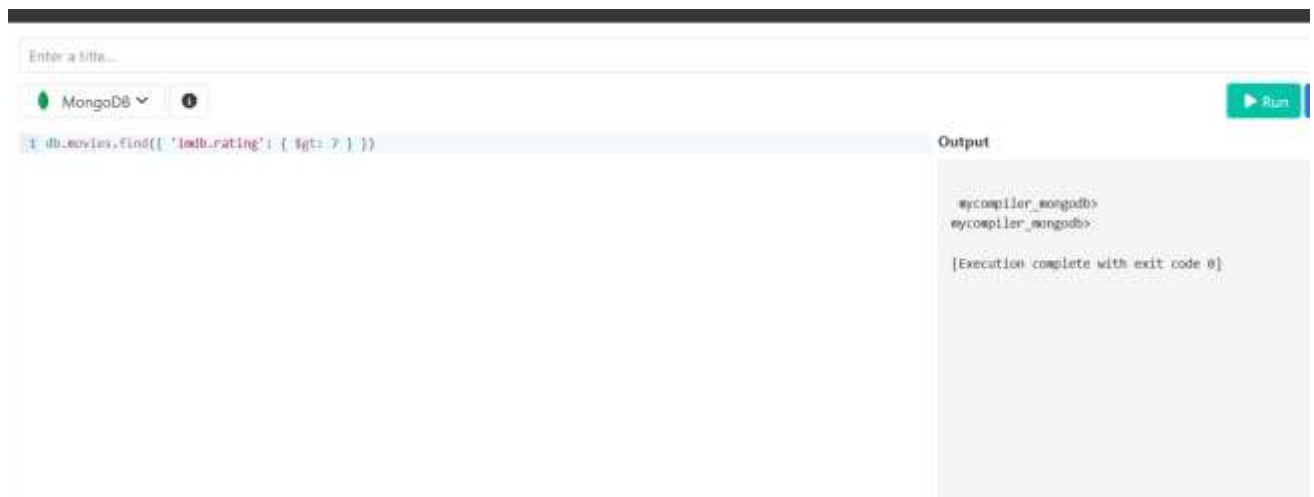 Enter a title...
MongoDB
Run
1 db.movies.find({ 'imdb.rating': { $gt: 7 } })
Output
mycompiler_mongodb>
mycompiler_mongodb>
[Execution complete with exit code 0]